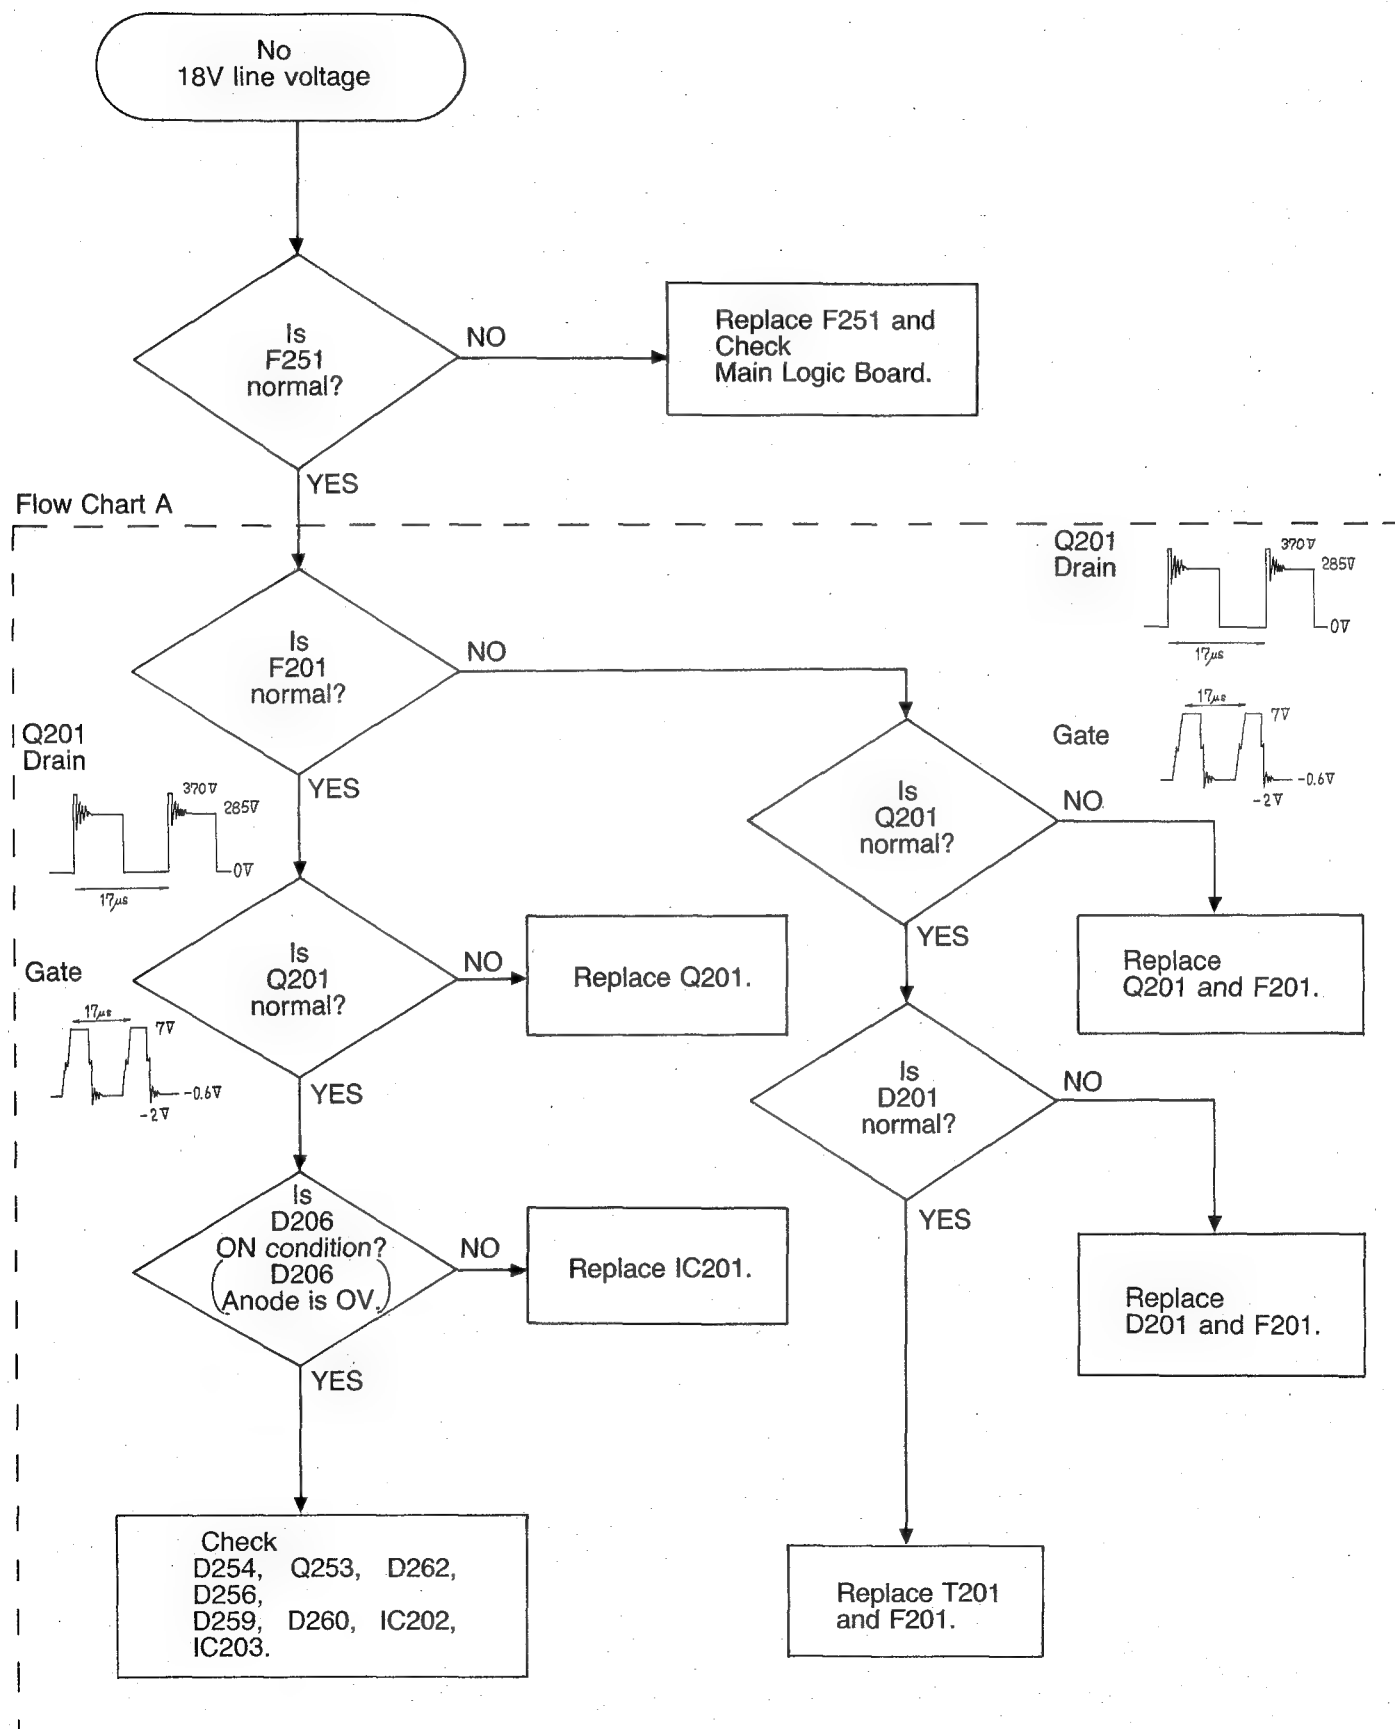 No
18V line voltage
Is
F251
normal?
NO
Replace F251 and
Check
Main Logic Board.
YES
Flow Chart A
Q201
Drain
370V
285V
0V
17μs
Is
F201
normal?
NO
YES
Gate
17μs
7V
-0.6V
-2V
Q201
Drain
370V
285V
0V
17μs
Is
Q201
normal?
NO
Replace
Q201 and F201.
YES
Gate
17μs
7V
-0.6V
-2V
Is
Q201
normal?
NO
Replace Q201.
YES
Is
D201
normal?
NO
Replace
D201 and F201.
YES
Is
D206
ON condition?
(D206
Anode is OV.)
NO
Replace IC201.
YES
Check
D254, Q253, D262,
D256,
D259, D260, IC202,
IC203.
Replace T201
and F201.